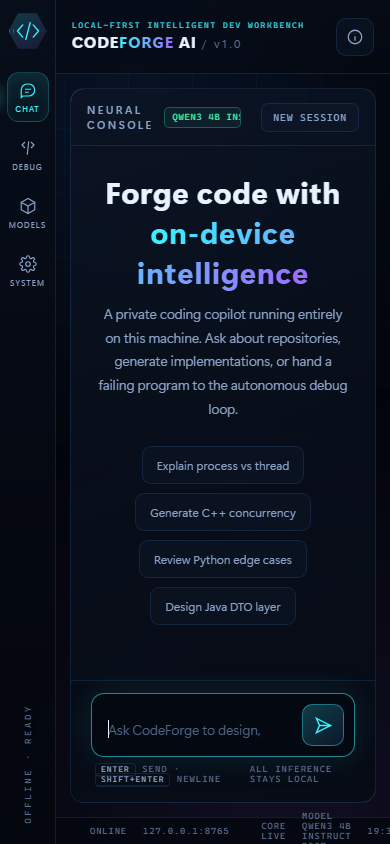 LOCAL-FIRST INTELLIGENT DEV WORKBENCH
CODEFORGE AI / v1.0
CHAT
DEBUG
MODELS
SYSTEM
OFFLINE · READY
NEURAL
CONSOLE
QWEN3 4B INS
NEW SESSION
Forge code with
on-device
intelligence
A private coding copilot running entirely
on this machine. Ask about repositories,
generate implementations, or hand a
failing program to the autonomous debug
loop.
Explain process vs thread
Generate C++ concurrency
Review Python edge cases
Design Java DTO layer
Ask CodeForge to design,
ENTER SEND ·
SHIFT+ENTER NEWLINE
ALL INFERENCE
STAYS LOCAL
ONLINE
127.0.0.1:8765
CORE
LIVE
MODEL
QWEN3 4B
INSTRUCT
19:3